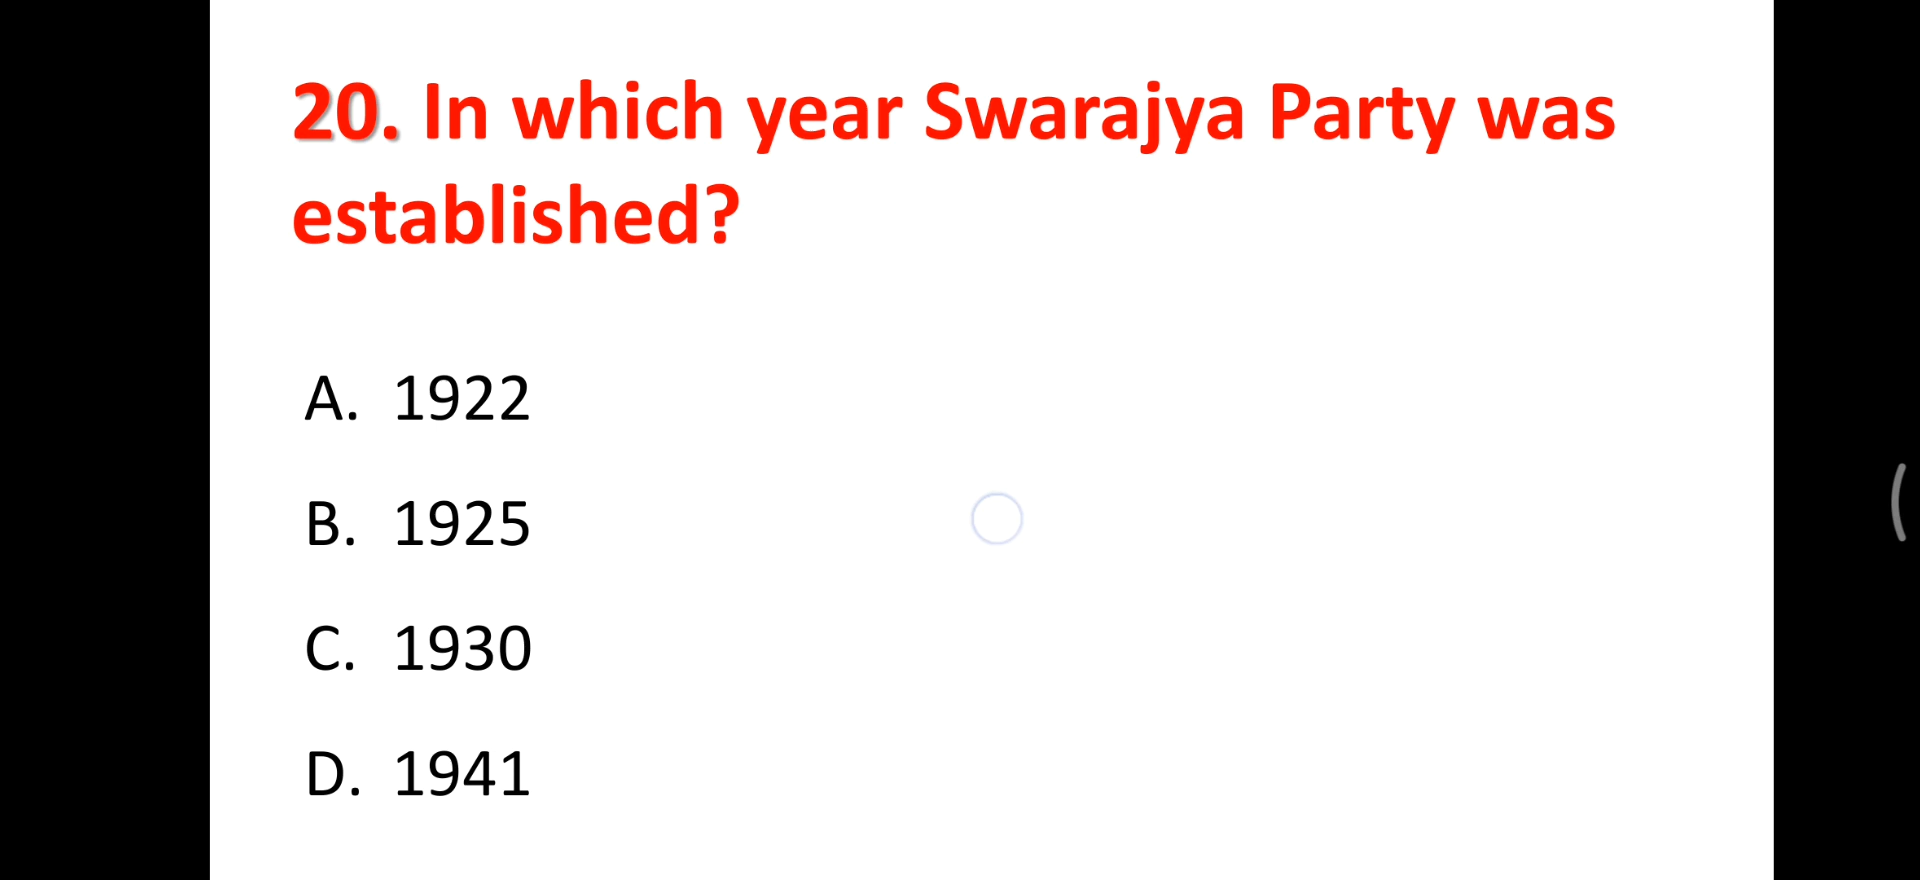 20. In which year Swarajya Party was
established?
A. 1922
B. 1925
C. 1930
D. 1941